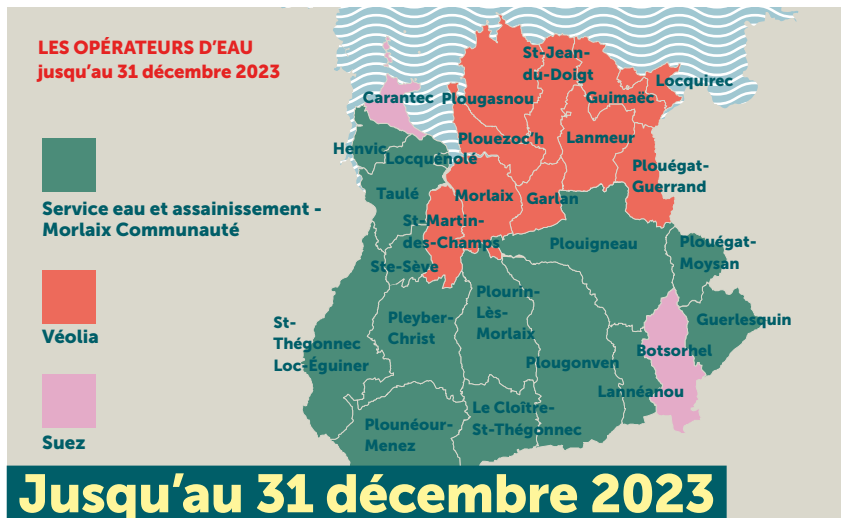 LES OPÉRATEURS D'EAU
jusqu'au 31 décembre 2023
Service eau et assainissement -
Morlaix Communauté
Véolia
Suez
St-Jean-
du-Doigt
Locquirec
Carantec
Plougasnou
Guimaëc
Plouezoc'h
Lanmeur
Henvic
Locquénolé
Plouégat-
Guerrand
Taulé
Morlaix
Garlan
St-Martin-
des-Champs
Plouigneau
Plouégat-
Moysan
Ste-Sève
Plourin-
Lès-
Morlaix
St-
Thégonnec
Loc-Éguiner
Pleyber-
Christ
Guerlesquin
Botsorhel
Plougonven
Lannéanou
Le Cloître-
St-Thégonnec
Plounéour-
Menez
Jusqu'au 31 décembre 2023